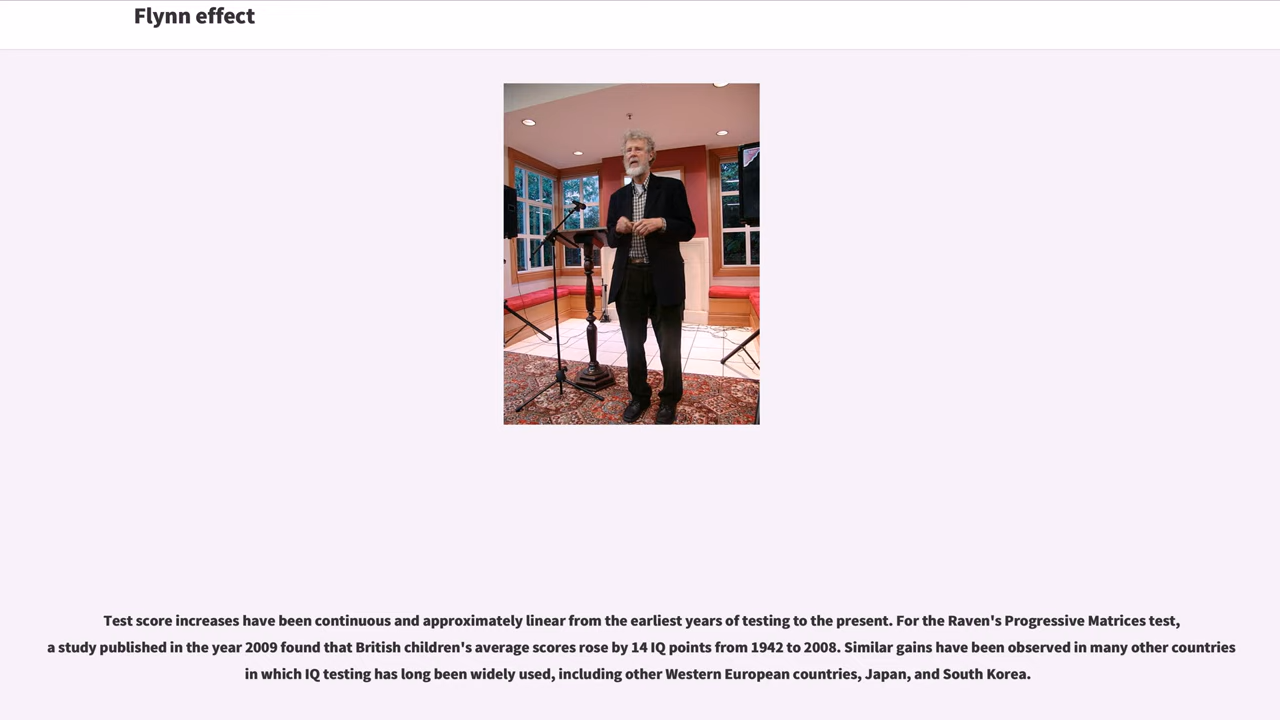 Flynn effect
Test score increases have been continuous and approximately linear from the earliest years of testing to the present. For the Raven's Progressive Matrices test,
a study published in the year 2009 found that British children's average scores rose by 14 IQ points from 1942 to 2008. Similar gains have been observed in many other countries
in which IQ testing has long been widely used, including other Western European countries, Japan, and South Korea.